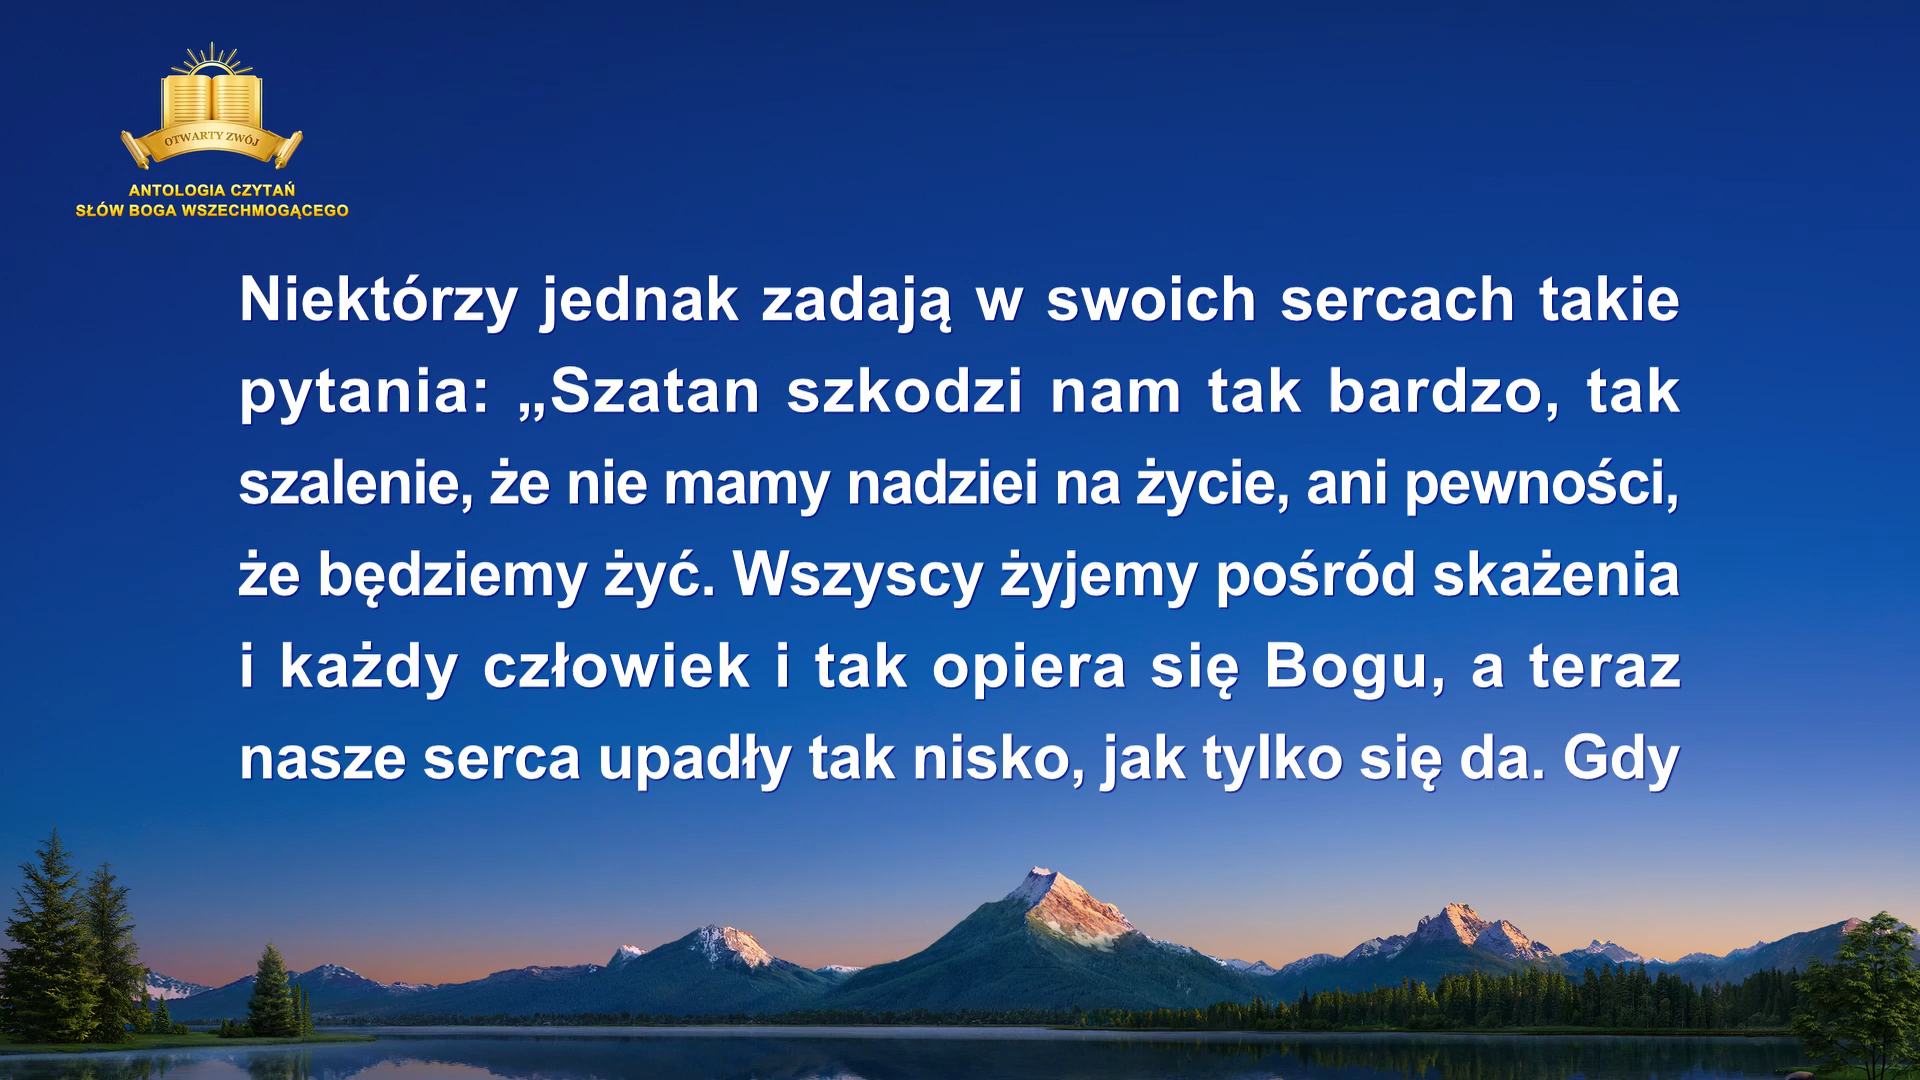 OTWARTY ZWÓJ
ANTOLOGIA CZYTAŃ
SŁÓW BOGA WSZECHMOGĄCEGO
Niektórzy jednak zadają w swoich sercach takie
pytania: „Szatan szkodzi nam tak bardzo, tak
szalenie, że nie mamy nadziei na życie, ani pewności,
że będziemy żyć. Wszyscy żyjemy pośród skażenia
i każdy człowiek i tak opiera się Bogu, a teraz
nasze serca upadły tak nisko, jak tylko się da. Gdy